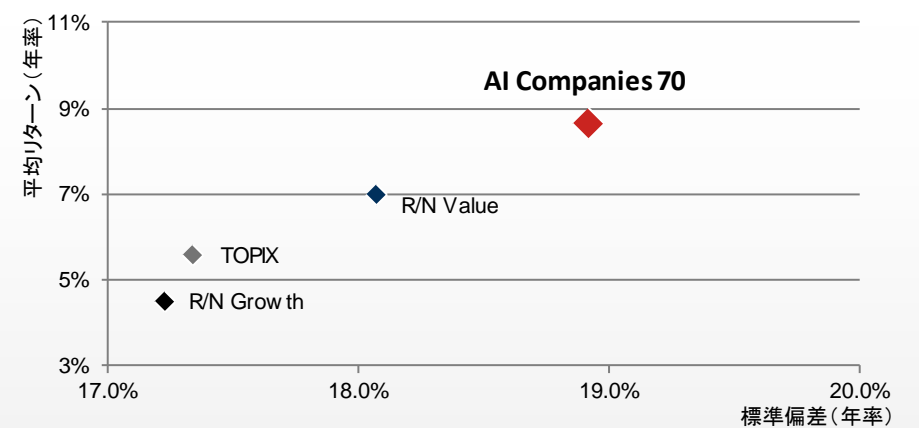 平均リターン（年率）
11%
9%
7%
5%
3%
AI Companies 70
R/N Value
TOPIX
R/N Growth
17.0%
18.0%
19.0%
20.0%
標準偏差（年率）